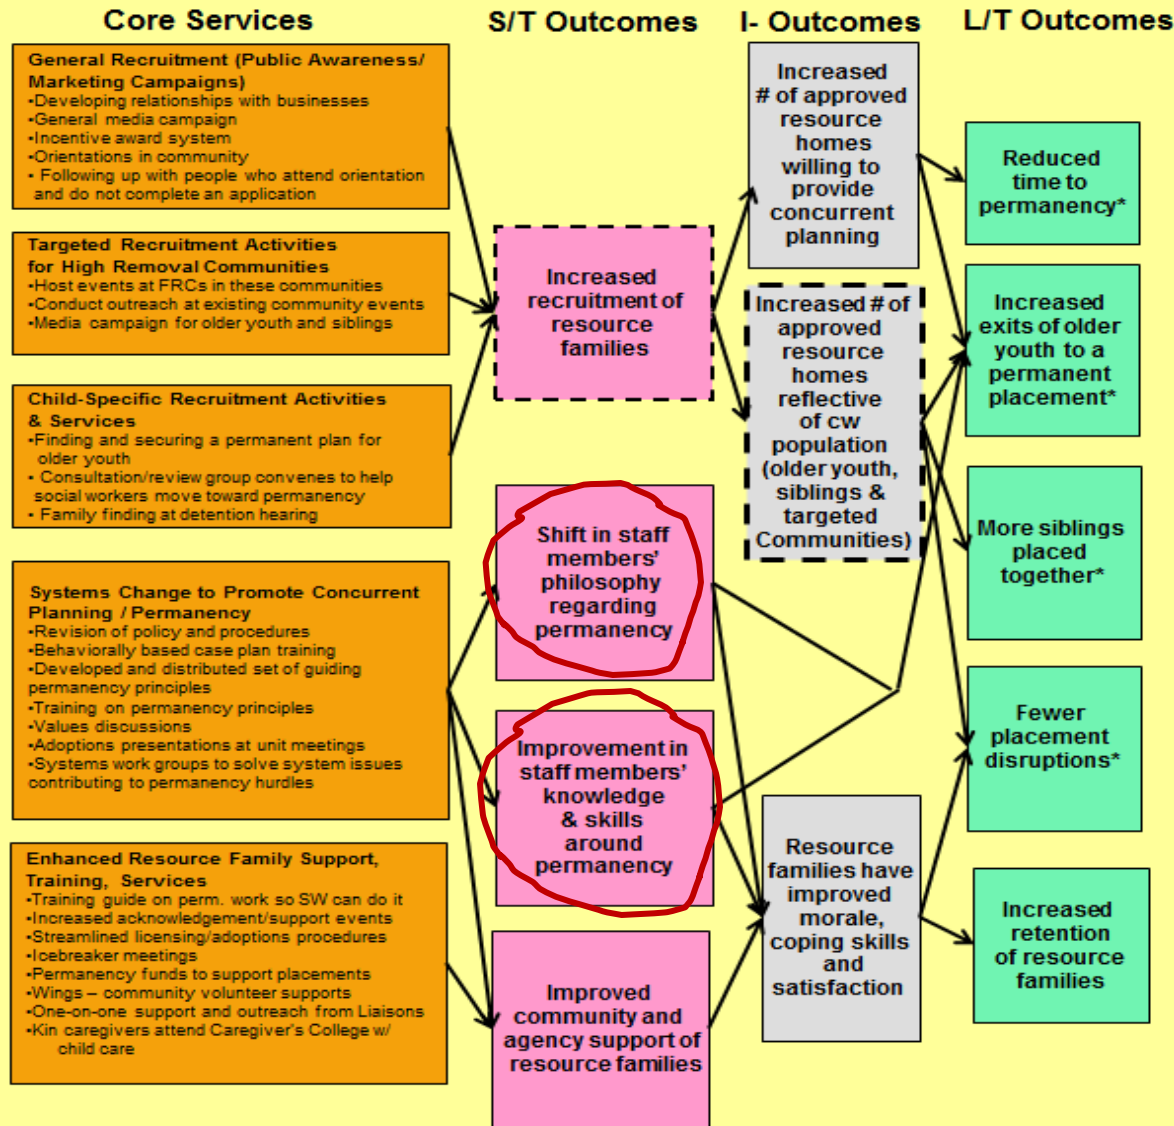 Core Services
S/T Outcomes
I- Outcomes
L/T Outcomes
General Recruitment (Public Awareness/
Marketing Campaigns)
•Developing relationships with businesses
•General media campaign
•Incentive award system
•Orientations in community
• Following up with people who attend orientation
and do not complete an application
Targeted Recruitment Activities
for High Removal Communities
•Host events at FRCs in these communities
•Conduct outreach at existing community events
•Media campaign for older youth and siblings
Child-Specific Recruitment Activities
& Services
•Finding and securing a permanent plan for
older youth
• Consultation/review group convenes to help
social workers move toward permanency
• Family finding at detention hearing
Systems Change to Promote Concurrent
Planning / Permanency
•Revision of policy and procedures
•Behaviorally based case plan training
•Developed and distributed set of guiding
permanency principles
•Training on permanency principles
•Values discussions
•Adoptions presentations at unit meetings
•Systems work groups to solve system issues
contributing to permanency hurdles
Enhanced Resource Family Support,
Training, Services
•Training guide on perm. work so SW can do it
•Increased acknowledgement/support events
•Streamlined licensing/adoptions procedures
•Icebreaker meetings
•Permanency funds to support placements
•Wings – community volunteer supports
•One-on-one support and outreach from Liaisons
•Kin caregivers attend Caregiver's College w/
child care
Increased
recruitment of
resource
families
Shift in staff
members’
philosophy
regarding
permanency
Improvement in
staff members’
knowledge
& skills
around
permanency
Improved
community and
agency support of
resource families
Increased
# of approved
resource
homes
willing to
provide
concurrent
planning
Increased # of
approved
resource
homes
reflective
of cw
population
(older youth,
siblings &
targeted
Communities)
Resource
families have
improved
morale,
coping skills
and
satisfaction
Reduced
time to
permanency*
Increased
exits of older
youth to a
permanent
placement*
More siblings
placed
together*
Fewer
placement
disruptions*
Increased
retention
of resource
families